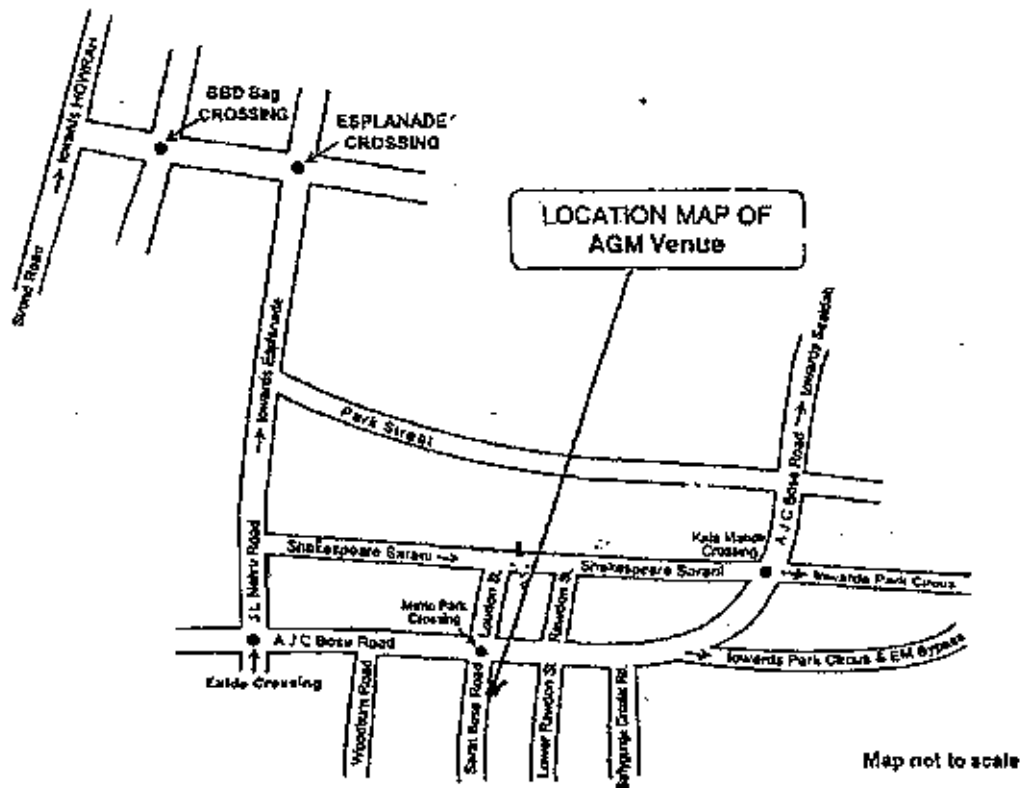 towards HOWRAH
Strand Road
BBD Bag
CROSSING
ESPLANADE
CROSSING
LOCATION MAP OF
AGM Venue
towards Esplanade
J L Nehru Road
Park Street
towards Sealdah
A J C Bose Road
Shakespeare Sarani
Shakespeare Sarani
Kala Mandir
Crossing
towards Park Circus
Minto Park
Crossing
Loudon St.
Rawdon St.
A J C Bose Road
towards Park Circus & EM Bypass
Exide Crossing
Woodburn Road
Sarat Bose Road
Lower Rawdon St.
Ballygunje Circular Rd.
Map not to scale